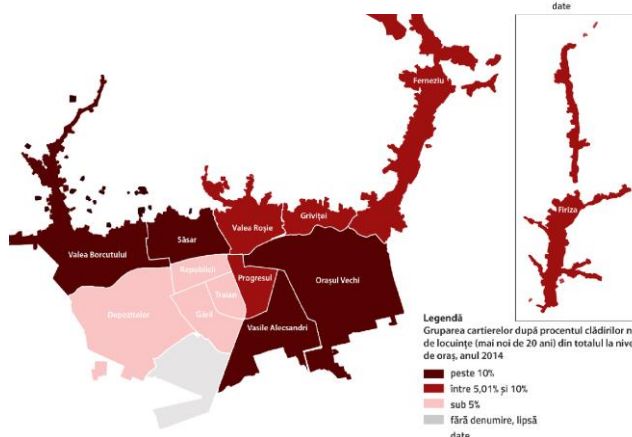 date
Ferneziu
Firiza
Valea Roșie
Griviței
Săsar
Valea Borcutului
Republicii
Progresul
Orașul Vechi
Traian
Depozitelor
Gării
Vasile Alecsandri
Legendă
Gruparea cartierelor după procentul clădirilor n
de locuințe (mai noi de 20 ani) din totalul la nive
de oraș, anul 2014
peste 10%
între 5,01% și 10%
sub 5%
fără denumire, lipsă
date